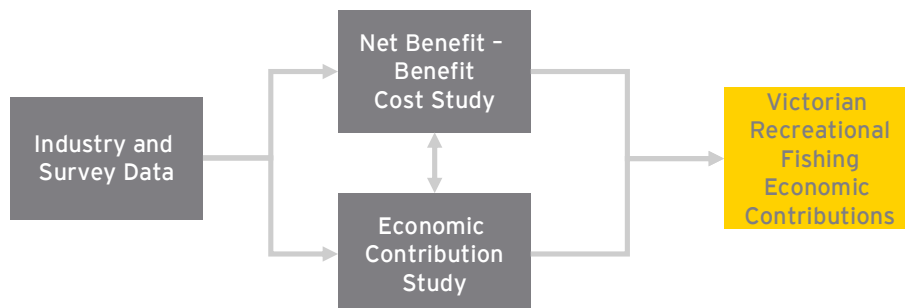 Industry and
Survey Data
Net Benefit –
Benefit
Cost Study
Economic
Contribution
Study
Victorian
Recreational
Fishing
Economic
Contributions